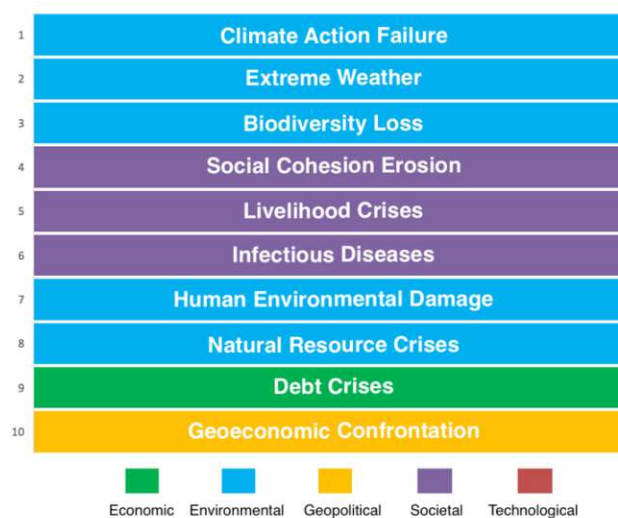 1 Climate Action Failure
2 Extreme Weather
3 Biodiversity Loss
4 Social Cohesion Erosion
5 Livelihood Crises
6 Infectious Diseases
7 Human Environmental Damage
8 Natural Resource Crises
9 Debt Crises
10 Geoeconomic Confrontation
Economic Environmental Geopolitical Societal Technological